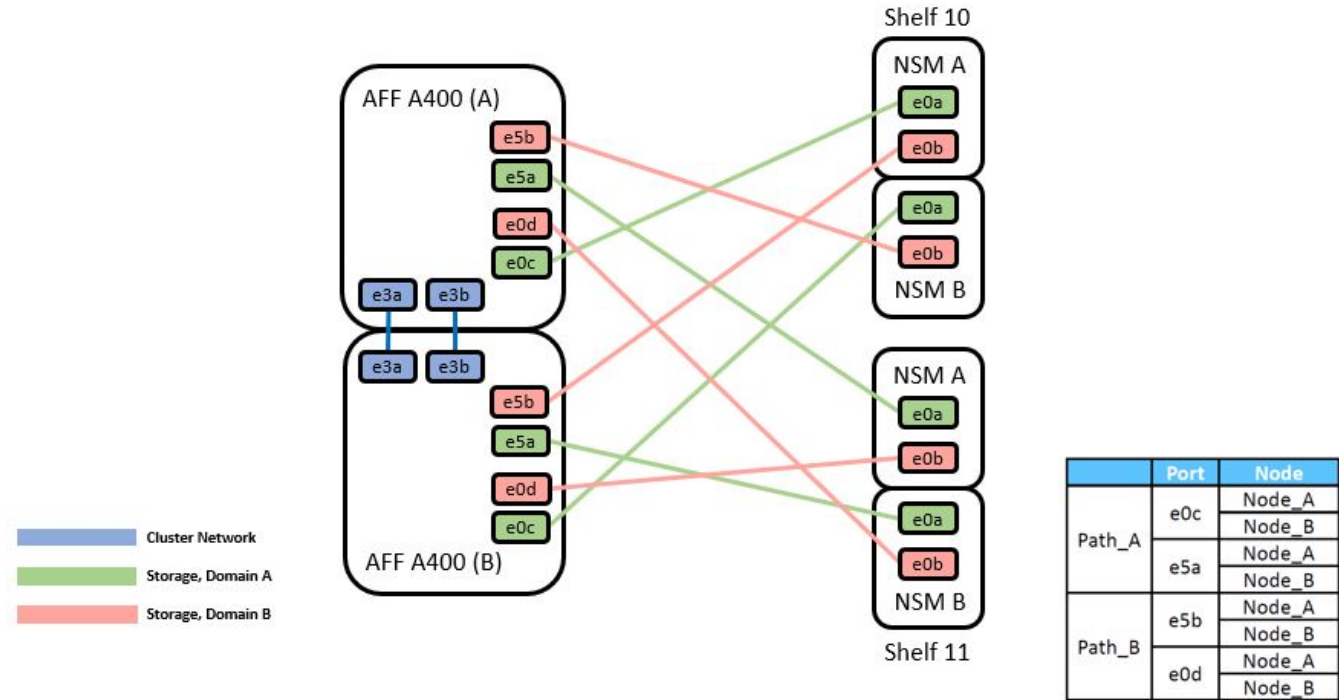 Shelf 10
AFF A400 (A)
e5b
e5a
e0d
e0c
e3a e3b
e3a e3b
e5b
e5a
e0d
e0c
AFF A400 (B)
NSM A
e0a
e0b
e0a
e0b
NSM B
NSM A
e0a
e0b
e0a
e0b
NSM B
Shelf 11
Cluster Network
Storage, Domain A
Storage, Domain B
Port Node
Path_A e0c Node_A
Node_B
e5a Node_A
Node_B
Path_B e5b Node_A
Node_B
e0d Node_A
Node_B